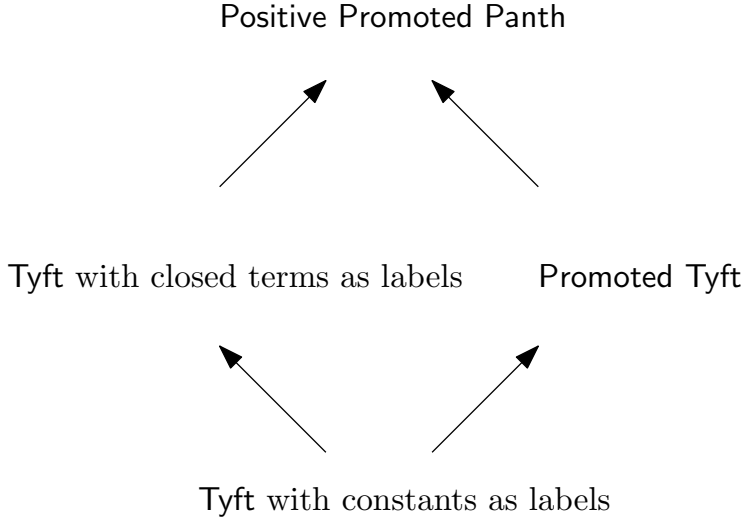 Positive Promoted Panth
Tyft with closed terms as labels
Promoted Tyft
Tyft with constants as labels